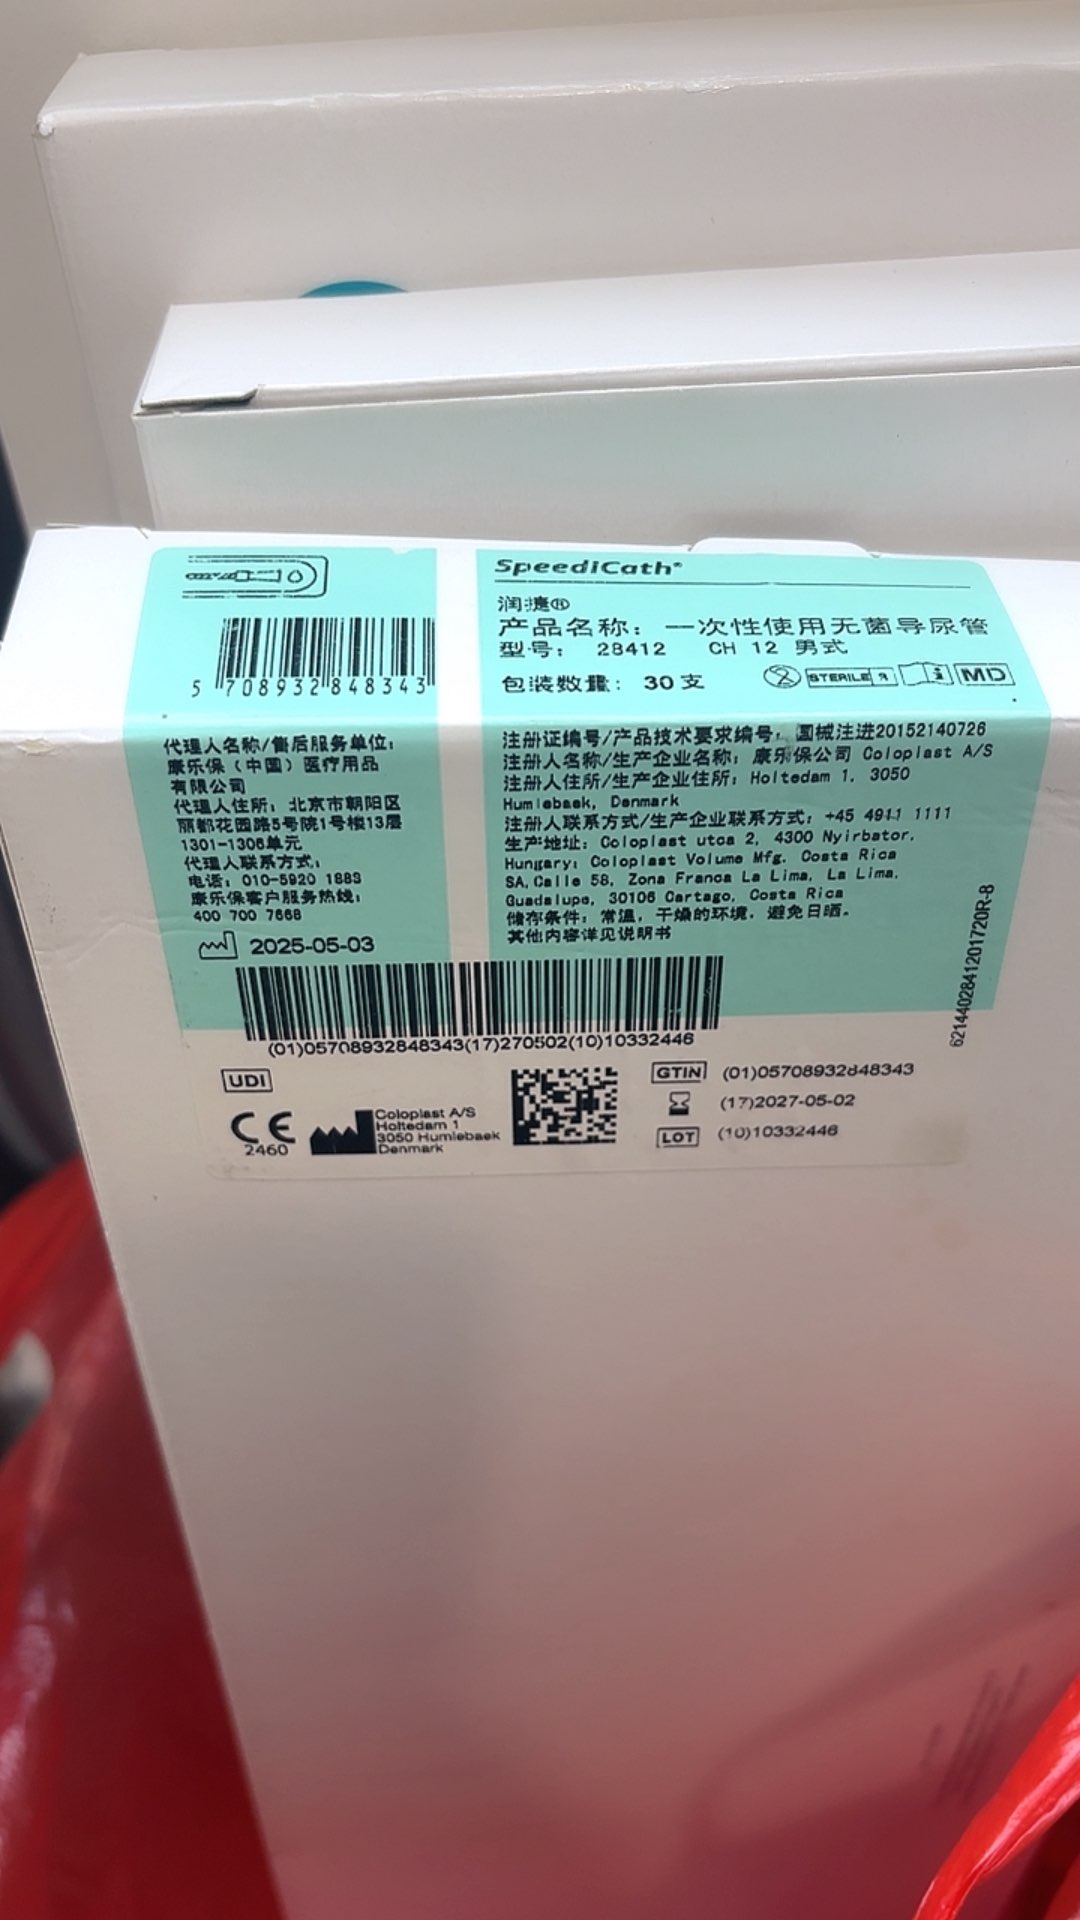 5 708932 848343
代理人名称/售后服务单位:
康乐保（中国）医疗用品
有限公司
代理人住所: 北京市朝阳区
丽都花园路5号院1号楼13层
1301-1306单元
代理人联系方式:
电话: 010-5920 1888
康乐保客户服务热线:
400 700 7668
2025-05-03
SpeediCath®
润捷®
产品名称: 一次性使用无菌导尿管
型号: 28412 CH 12 男式
包装数量: 30 支
STERILE R MD
注册证编号/产品技术要求编号: 国械注进20152140726
注册人名称/生产企业名称: 康乐保公司 Coloplast A/S
注册人住所/生产企业住所: Holtedam 1, 3050
Humlebaek, Denmark
注册人联系方式/生产企业联系方式: +45 4911 1111
生产地址: Coloplast utca 2, 4300 Nyirbator,
Hungary; Coloplast Volume Mfg. Costa Rica
SA,Calle 58, Zona Franca La Lima, La Lima,
Guadalupe, 30106 Cartago, Costa Rica
储存条件: 常温, 干燥的环境, 避免日晒。
其他内容详见说明书
6214402841201720R-8
(01)05708932848343(17)270502(10)10332446
UDI
CE
2460
Coloplast A/S
Holtedam 1
3050 Humlebaek
Denmark
GTIN (01)05708932848343
(17)2027-05-02
LOT (10)10332446